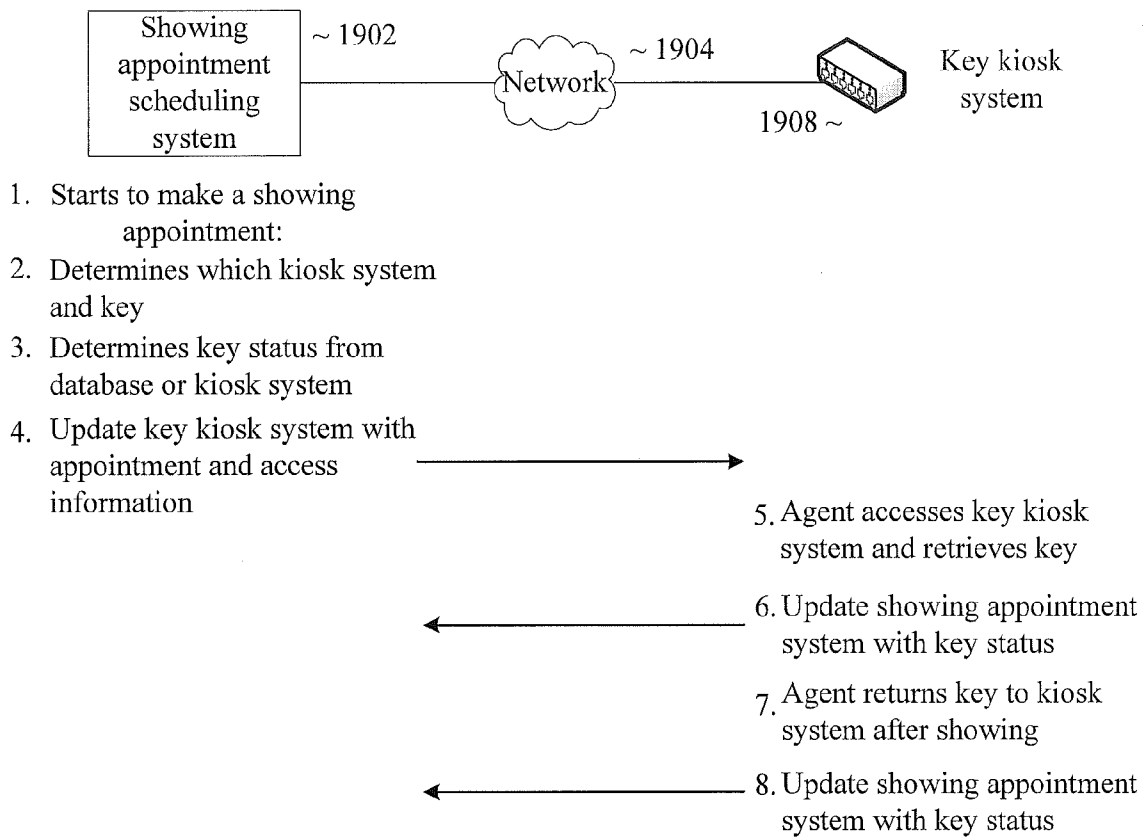 Showing
appointment
scheduling
system
~ 1902
Network
~ 1904
1908 ~
Key kiosk
system
1. Starts to make a showing
appointment:
2. Determines which kiosk system
and key
3. Determines key status from
database or kiosk system
4. Update key kiosk system with
appointment and access
information
5. Agent accesses key kiosk
system and retrieves key
6. Update showing appointment
system with key status
7. Agent returns key to kiosk
system after showing
8. Update showing appointment
system with key status